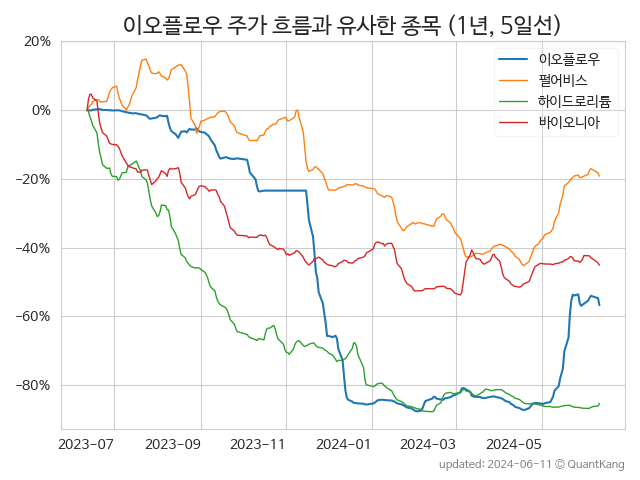 이오플로우 주가 흐름과 유사한 종목 (1년, 5일선)
20%
0%
−20%
−40%
−60%
−80%
이오플로우
펄어비스
하이드로리튬
바이오니아
2023−07
2023−09
2023−11
2024−01
2024−03
2024−05
updated: 2024−06−11 © QuantKang